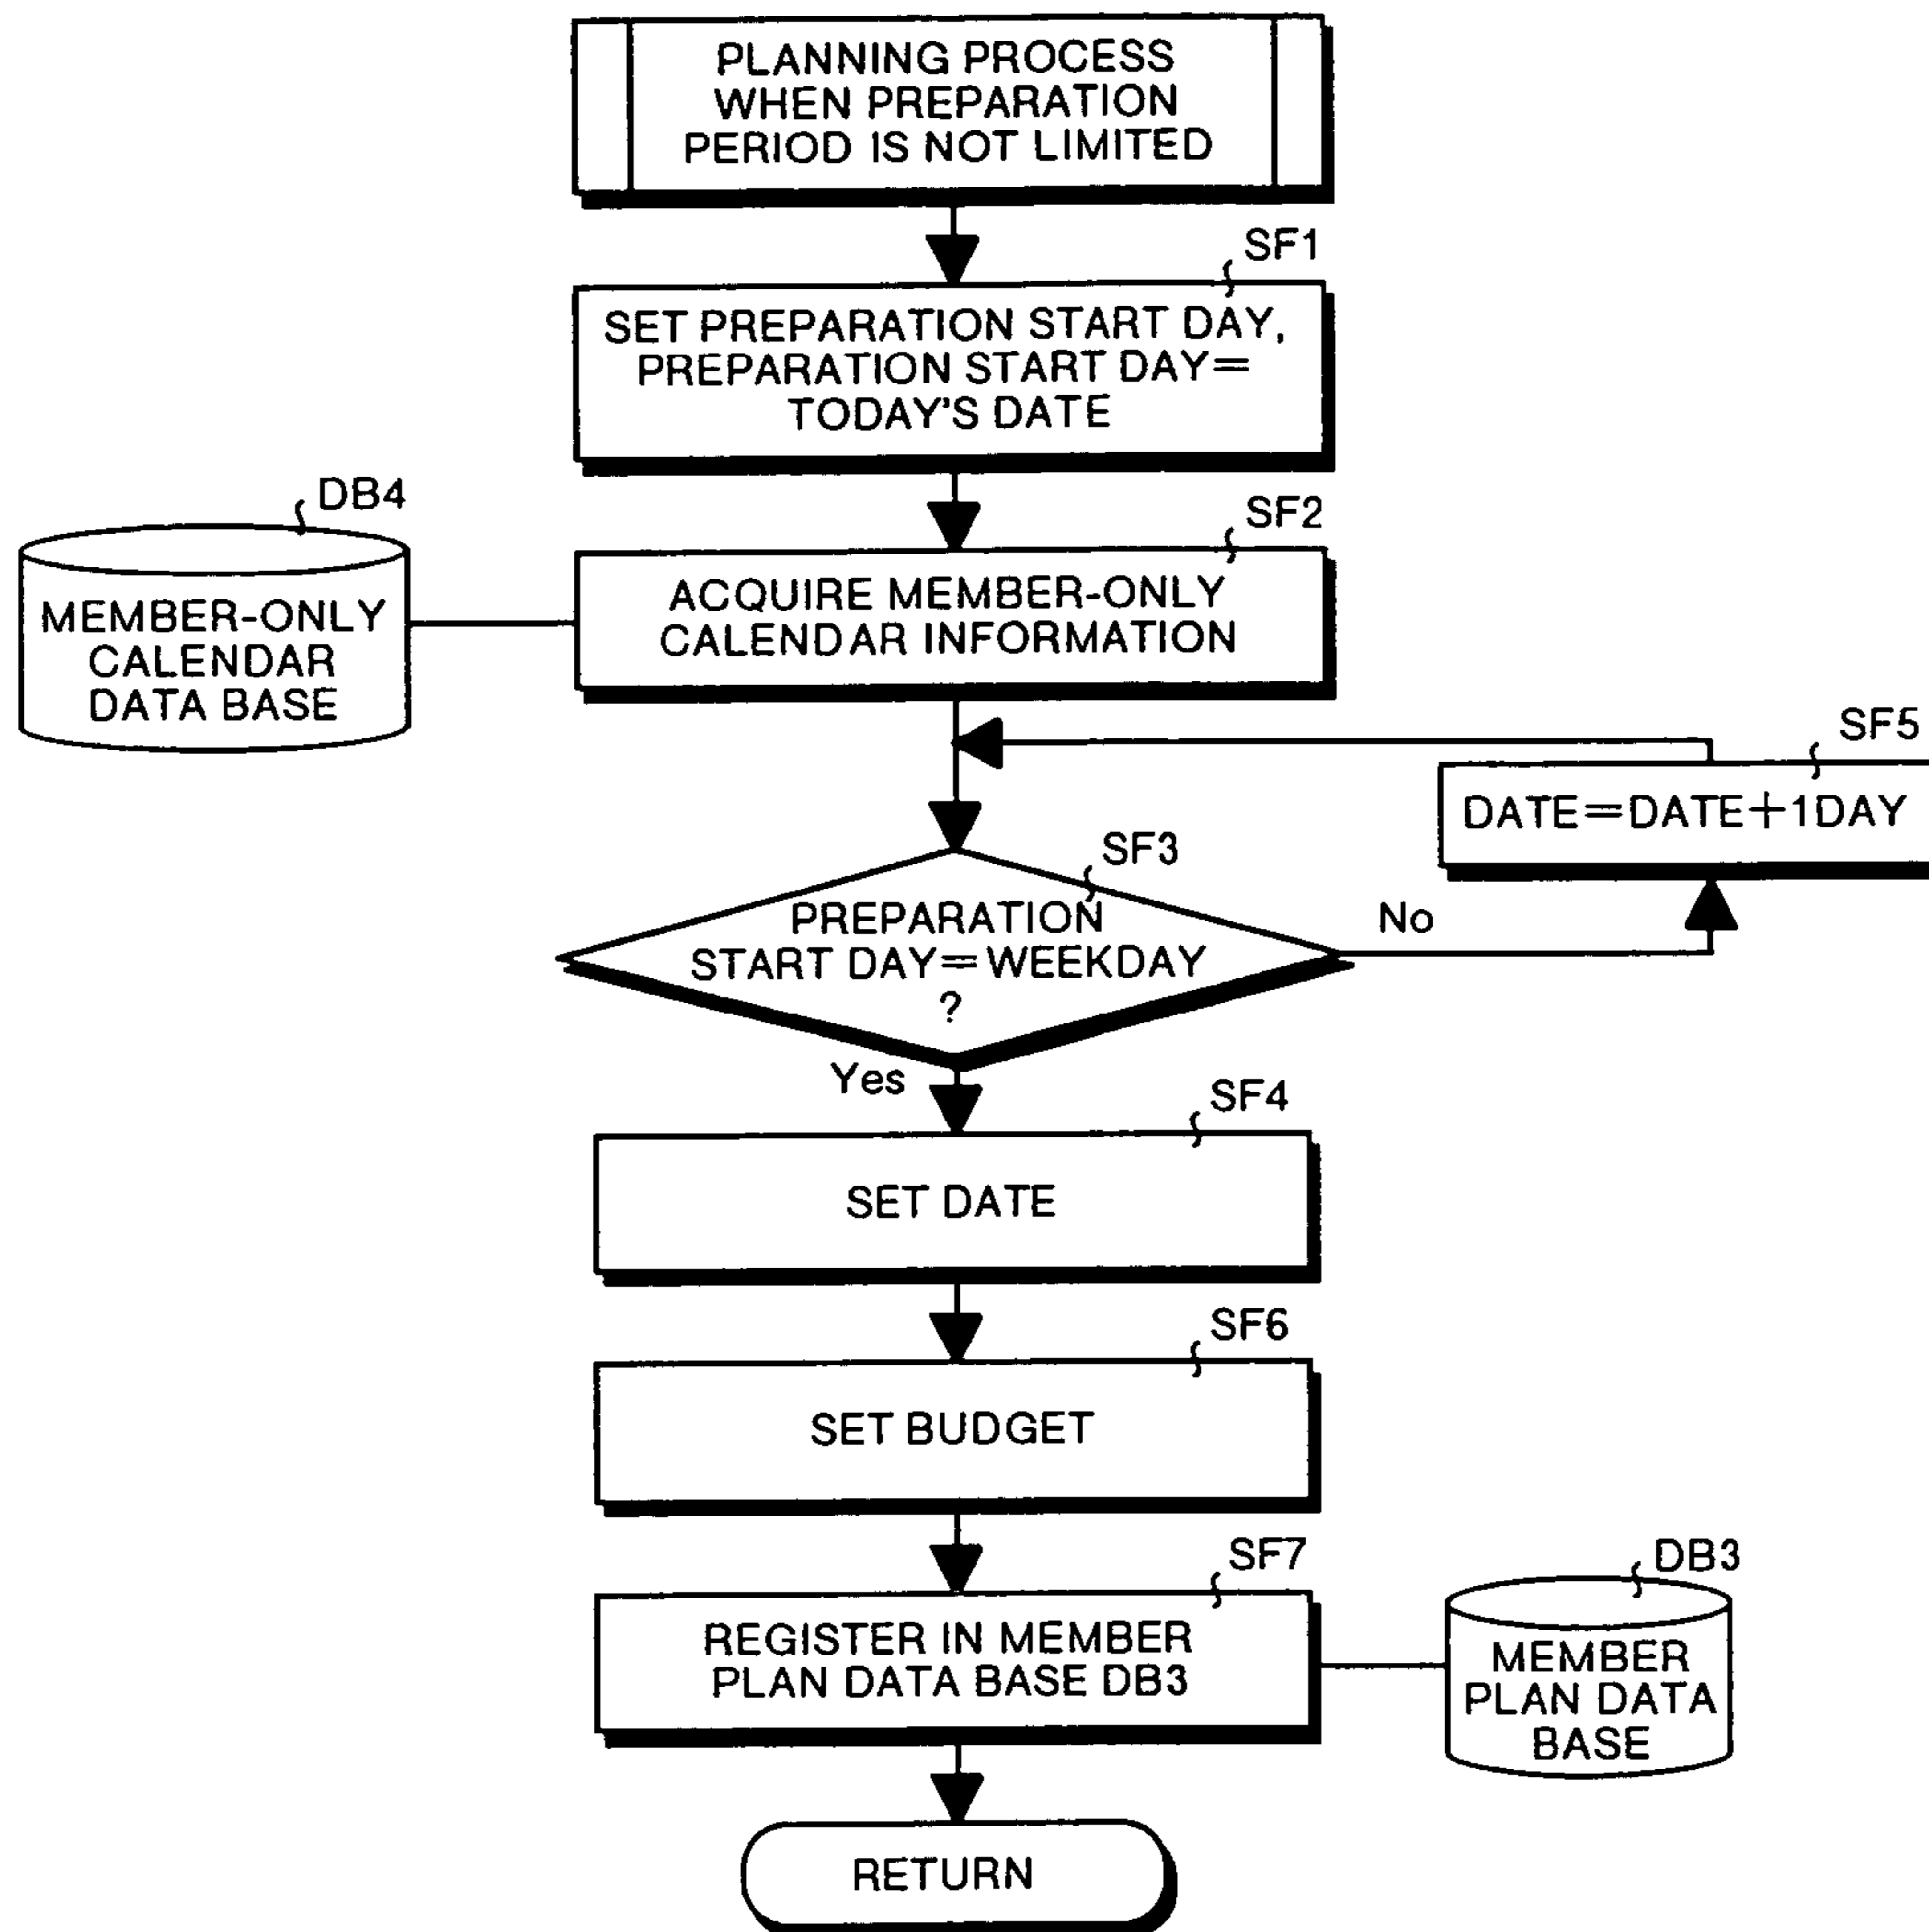 PLANNING PROCESS
WHEN PREPARATION
PERIOD IS NOT LIMITED
SF1
SET PREPARATION START DAY,
PREPARATION START DAY=
TODAY'S DATE
DB4
MEMBER-ONLY
CALENDAR
DATA BASE
SF2
ACQUIRE MEMBER-ONLY
CALENDAR INFORMATION
SF5
DATE=DATE+1DAY
SF3
PREPARATION
START DAY=WEEKDAY
?
No
Yes
SF4
SET DATE
SF6
SET BUDGET
SF7
REGISTER IN MEMBER
PLAN DATA BASE DB3
DB3
MEMBER
PLAN DATA
BASE
RETURN